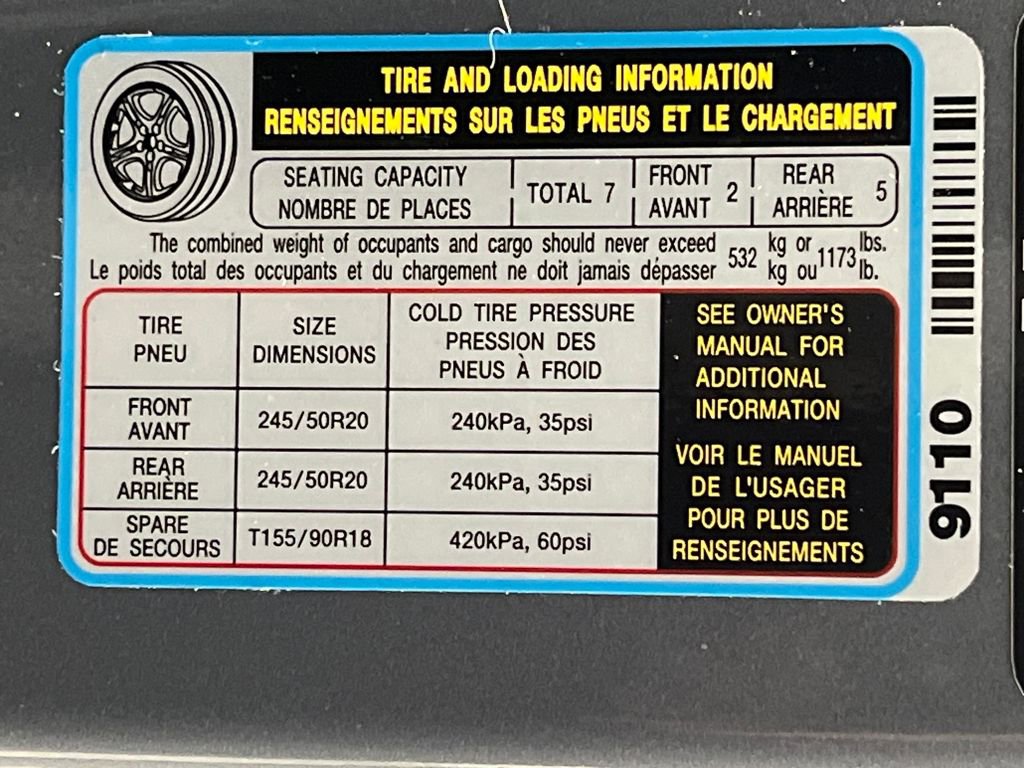 TIRE AND LOADING INFORMATION
RENSEIGNEMENTS SUR LES PNEUS ET LE CHARGEMENT
SEATING CAPACITY
NOMBRE DE PLACES
TOTAL 7
FRONT
AVANT
2
REAR
ARRIÈRE
5
The combined weight of occupants and cargo should never exceed 532 kg or 1173 lbs.
Le poids total des occupants et du chargement ne doit jamais dépasser kg ou lb.
TIRE
PNEU
SIZE
DIMENSIONS
COLD TIRE PRESSURE
PRESSION DES
PNEUS À FROID
FRONT
AVANT
245/50R20
240kPa, 35psi
REAR
ARRIÈRE
245/50R20
240kPa, 35psi
SPARE
DE SECOURS
T155/90R18
420kPa, 60psi
SEE OWNER'S
MANUAL FOR
ADDITIONAL
INFORMATION
VOIR LE MANUEL
DE L'USAGER
POUR PLUS DE
RENSEIGNEMENTS
9110